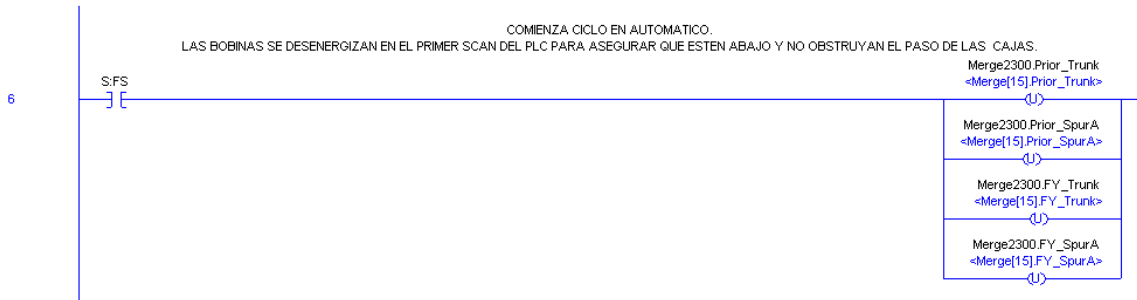 COMIENZA CICLO EN AUTOMATICO.
LAS BOBINAS SE DESENERGIZAN EN EL PRIMER SCAN DEL PLC PARA ASEGURAR QUE ESTEN ABAJO Y NO OBSTRUYAN EL PASO DE LAS CAJAS.
Merge2300.Prior_Trunk
<Merge[15].Prior_Trunk>
S:FS
6
U
Merge2300.Prior_SpurA
<Merge[15].Prior_SpurA>
U
Merge2300.FY_Trunk
<Merge[15].FY_Trunk>
U
Merge2300.FY_SpurA
<Merge[15].FY_SpurA>
U